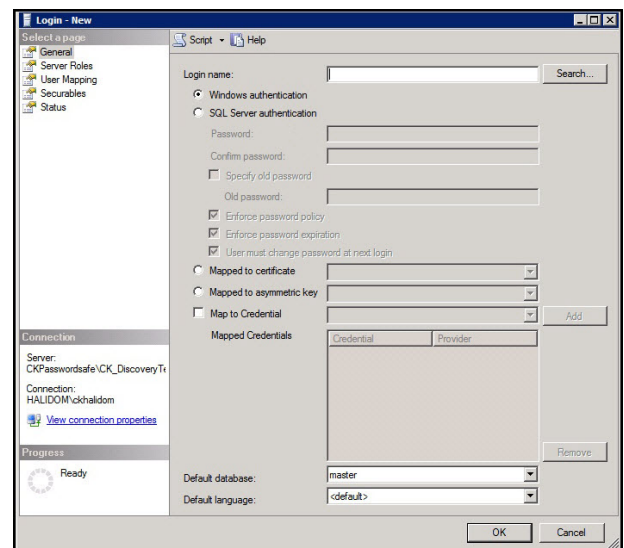 Login - New
Select a page
General
Server Roles
User Mapping
Securables
Status
Script Help
Login name:
Search...
Windows authentication
SQL Server authentication
Password:
Confirm password:
Specify old password
Old password:
Enforce password policy
Enforce password expiration
User must change password at next login
Mapped to certificate
Mapped to asymmetric key
Map to Credential
Add
Mapped Credentials
Credential Provider
Remove
Default database:
master
Default language:
<default>
Connection
Server:
CKPasswordsafe\CK_DiscoveryTe
Connection:
HALIDOM\ckhalidom
View connection properties
Progress
Ready
OK Cancel